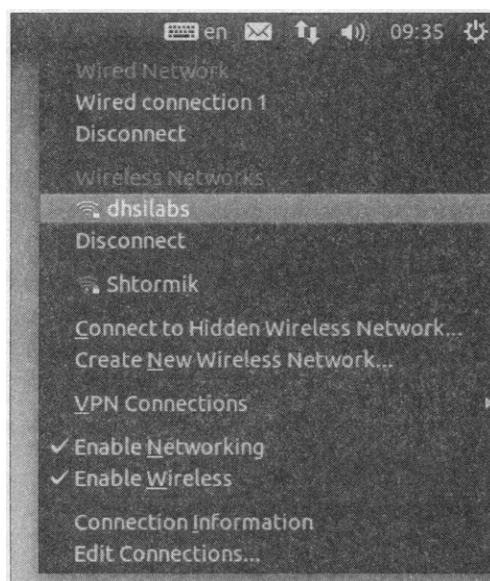 en 09:35
Wired Network
Wired connection 1
Disconnect
Wireless Networks
dhsilabs
Disconnect
Shtormik
Connect to Hidden Wireless Network...
Create New Wireless Network...
VPN Connections
Enable Networking
Enable Wireless
Connection Information
Edit Connections...